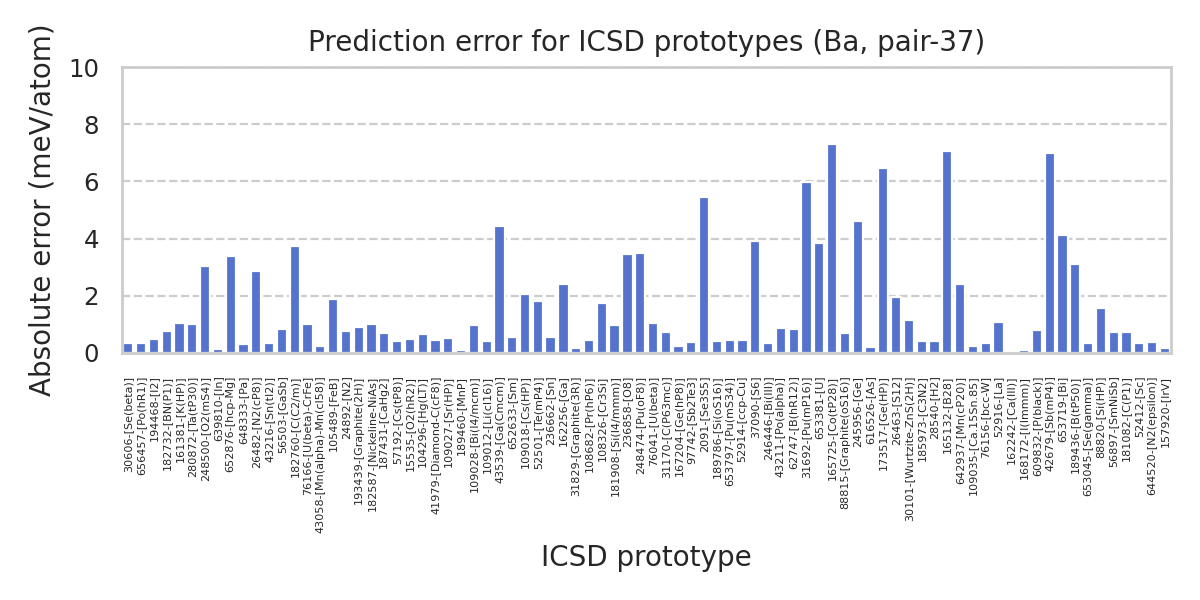 Prediction error for ICSD prototypes (Ba, pair-37)
Absolute error (meV/atom)
10
8
6
4
2
0
30606-[Se(beta)]
656457-[Po(hR1)]
194468-[I2]
182732-[BN(P1)]
161381-[K(HP)]
280872-[Ta(tP30)]
248500-[O2(mS4)]
639810-[In]
652876-[hcp-Mg]
648333-[Pa]
26482-[N2(cP8)]
43216-[Sn(tI2)]
56503-[GaSb]
182760-[C(C2/m)]
76166-[U(beta)-CrFe]
43058-[Mn(alpha)-Mn(cI58)]
105489-[FeB]
24892-[N2]
193439-[Graphite(2H)]
182587-[Nickeline-NiAs]
187431-[CaHg2]
57192-[Cs(tP8)]
15535-[O2(hR2)]
104296-[Hg(LT)]
41979-[Diamond-C(cF8)]
109027-[Sr(HP)]
189460-[MnP]
109028-[Bi(I4/mcm)]
109012-[Li(cI16)]
43539-[Ga(Cmcm)]
652633-[Sm]
109018-[Cs(HP)]
52501-[Te(mP4)]
236662-[Sn]
162256-[Ga]
31829-[Graphite(3R)]
108682-[Pr(hP6)]
108326-[Cr3Si]
181908-[Si(I4/mmm)]
236858-[O8]
248474-[Pu(oF8)]
76041-[U(beta)]
31170-[C(P63mc)]
167204-[Ge(hP8)]
97742-[Sb2Te3]
2091-[Se3S5]
189786-[Si(oS16)]
653797-[Pu(mS34)]
52914-[ccp-Cu]
37090-[S6]
246446-[Bi(III)]
43211-[Po(alpha)]
62747-[B(hR12)]
31692-[Pu(mP16)]
653381-[U]
165725-[Co(tP28)]
88815-[Graphite(oS16)]
245956-[Ge]
616526-[As]
173517-[Ge(HP)]
26463-[S12]
30101-[Wurtzite-ZnS(2H)]
185973-[C3N2]
28540-[H2]
165132-[B28]
642937-[Mn(cP20)]
109035-[Ca.15Sn.85]
76156-[bcc-W]
52916-[La]
162242-[Ca(III)]
168172-[I(Immm)]
609832-[P(black)]
42679-[Sb(mP4)]
653719-[Bi]
189436-[B(tP50)]
653045-[Se(gamma)]
88820-[Si(HP)]
56897-[SmNiSb]
181082-[C(P1)]
52412-[Sc]
644520-[N2(epsilon)]
157920-[IrV]
ICSD prototype